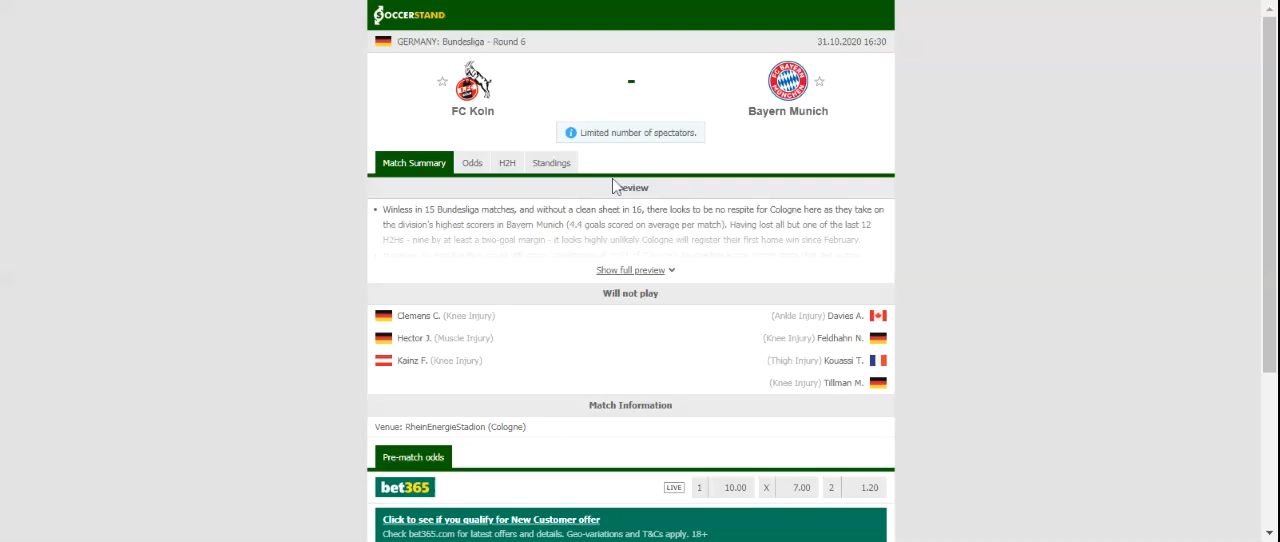 SOCCERSTAND
GERMANY: Bundesliga - Round 6 31.10.2020 16:30
-
FC Koln Bayern Munich
Limited number of spectators.
Match Summary Odds H2H Standings
review
• Winless in 15 Bundesliga matches, and without a clean sheet in 16, there looks to be no respite for Cologne here as they take on
the division's highest scorers in Bayern Munich (4.4 goals scored on average per match). Having lost all but one of the last 12
H2Hs - nine by at least a two-goal margin - it looks highly unlikely Cologne will register their first home win since February.
Show full preview
Will not play
Clemens C. (Knee Injury) (Ankle Injury) Davies A.
Hector J. (Muscle Injury) (Knee Injury) Feldhahn N.
Kainz F. (Knee Injury) (Thigh Injury) Kouassi T.
(Knee Injury) Tillman M.
Match Information
Venue: RheinEnergieStadion (Cologne)
Pre-match odds
bet365 LIVE 1 10.00 X 7.00 2 1.20
Click to see if you qualify for New Customer offer
Check bet365.com for latest offers and details. Geo-variations and T&Cs apply. 18+